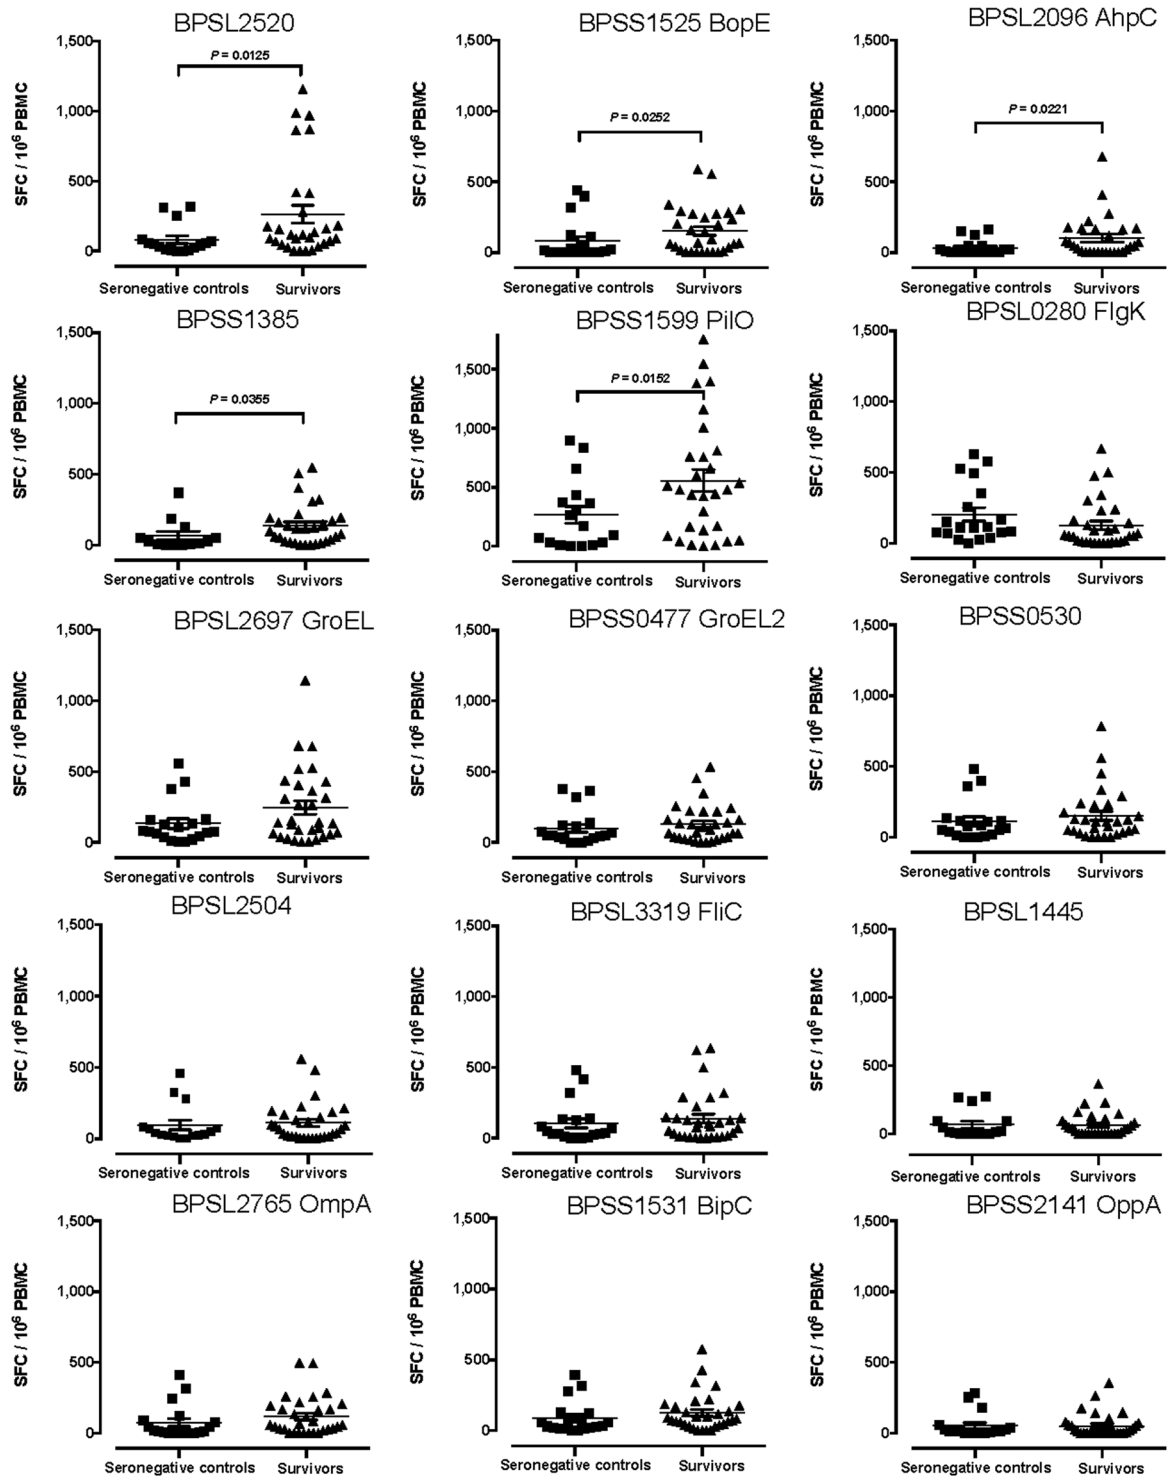 BPSL2520
SFC / 10⁶ PBMC
1,500
1,000
500
0
P = 0.0125
Seronegative controls
Survivors
BPSS1525 BopE
SFC / 10⁶ PBMC
1,500
1,000
500
0
P = 0.0252
Seronegative controls
Survivors
BPSL2096 AhpC
SFC / 10⁶ PBMC
1,500
1,000
500
0
P = 0.0221
Seronegative controls
Survivors
BPSS1385
SFC / 10⁶ PBMC
1,500
1,000
500
0
P = 0.0355
Seronegative controls
Survivors
BPSS1599 PilO
SFC / 10⁶ PBMC
1,500
1,000
500
0
P = 0.0152
Seronegative controls
Survivors
BPSL0280 FlgK
SFC / 10⁶ PBMC
1,500
1,000
500
0
Seronegative controls
Survivors
BPSL2697 GroEL
SFC / 10⁶ PBMC
1,500
1,000
500
0
Seronegative controls
Survivors
BPSS0477 GroEL2
SFC / 10⁶ PBMC
1,500
1,000
500
0
Seronegative controls
Survivors
BPSS0530
SFC / 10⁶ PBMC
1,500
1,000
500
0
Seronegative controls
Survivors
BPSL2504
SFC / 10⁶ PBMC
1,500
1,000
500
0
Seronegative controls
Survivors
BPSL3319 FliC
SFC / 10⁶ PBMC
1,500
1,000
500
0
Seronegative controls
Survivors
BPSL1445
SFC / 10⁶ PBMC
1,500
1,000
500
0
Seronegative controls
Survivors
BPSL2765 OmpA
SFC / 10⁶ PBMC
1,500
1,000
500
0
Seronegative controls
Survivors
BPSS1531 BipC
SFC / 10⁶ PBMC
1,500
1,000
500
0
Seronegative controls
Survivors
BPSS2141 OppA
SFC / 10⁶ PBMC
1,500
1,000
500
0
Seronegative controls
Survivors